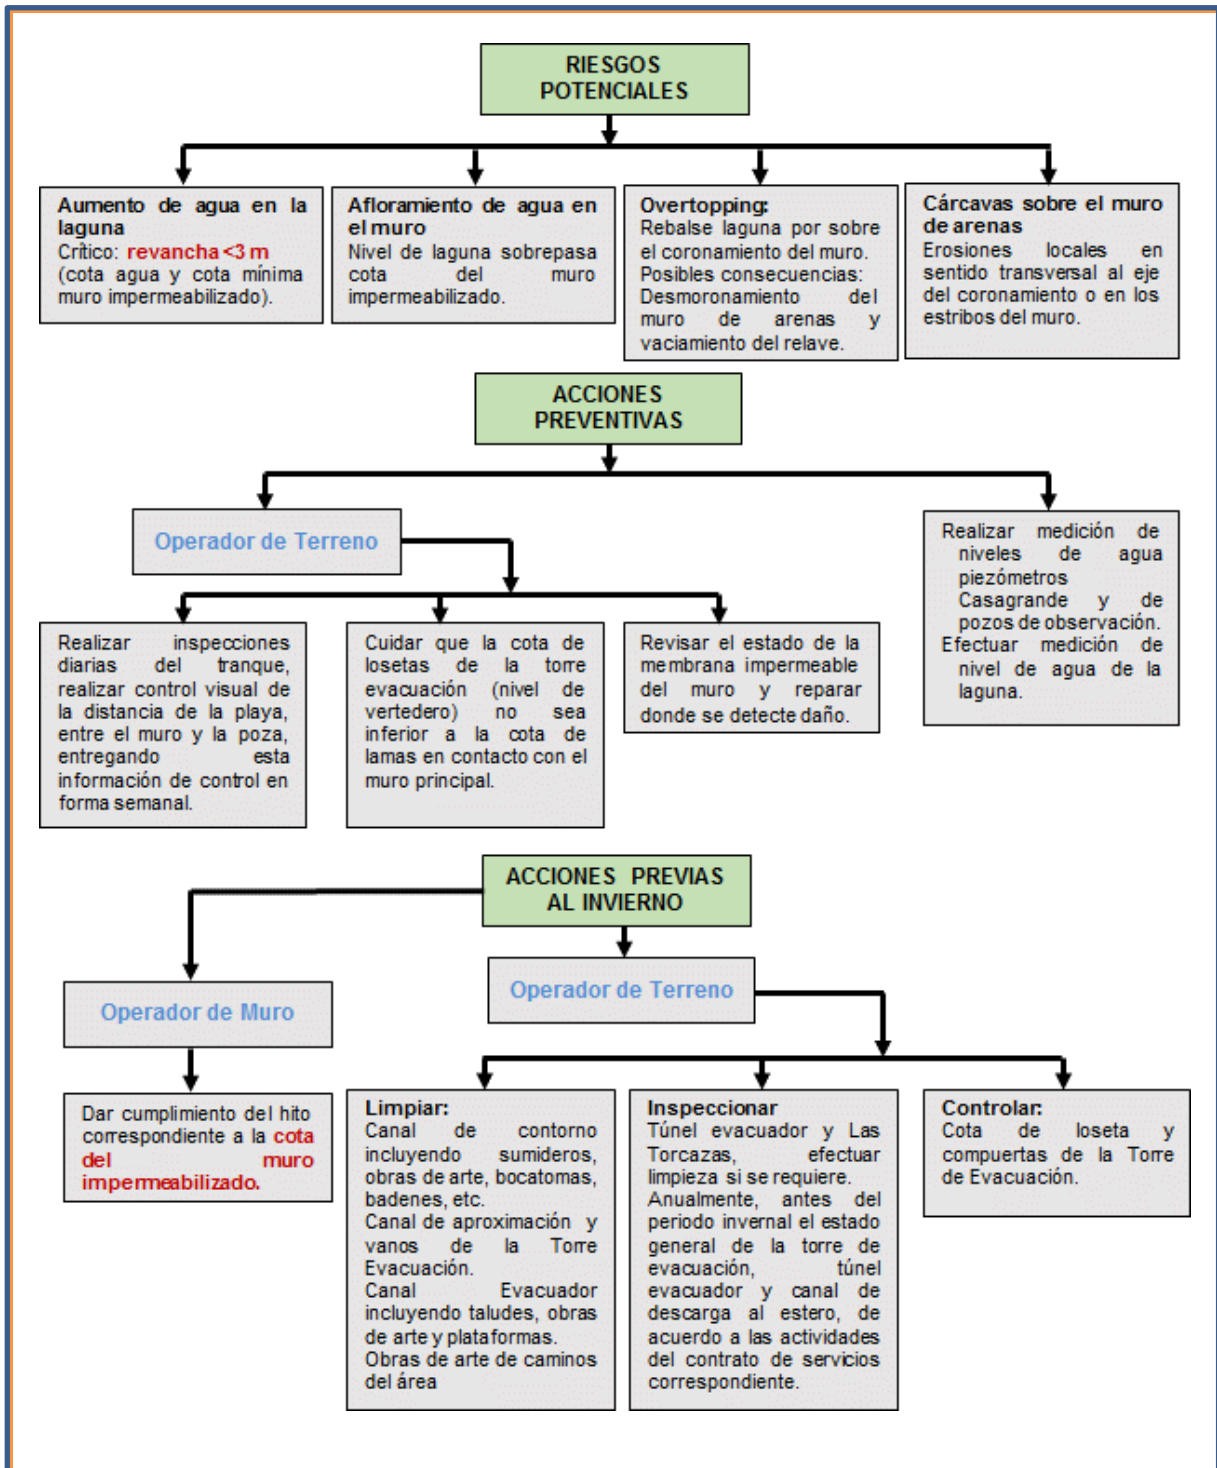 RIESGOS
POTENCIALES
Aumento de agua en la
laguna
Crítico: revancha <3 m
(cota agua y cota mínima
muro impermeabilizado).
Afloramiento de agua en
el muro
Nivel de laguna sobrepasa
cota del muro
impermeabilizado.
Overtopping:
Rebalse laguna por sobre
el coronamiento del muro.
Posibles consecuencias:
Desmoronamiento del
muro de arenas y
vaciamiento del relave.
Cárcavas sobre el muro
de arenas
Erosiones locales en
sentido transversal al eje
del coronamiento o en los
estribos del muro.
ACCIONES
PREVENTIVAS
Operador de Terreno
Realizar inspecciones
diarias del tranque,
realizar control visual de
la distancia de la playa,
entre el muro y la poza,
entregando esta
información de control en
forma semanal.
Cuidar que la cota de
losetas de la torre
evacuación (nivel de
vertedero) no sea
inferior a la cota de
lamas en contacto con el
muro principal.
Revisar el estado de la
membrana impermeable
del muro y reparar
donde se detecte daño.
Realizar medición de
niveles de agua
piezómetros
Casagrande y de
pozos de observación.
Efectuar medición de
nivel de agua de la
laguna.
ACCIONES PREVIAS
AL INVIERNO
Operador de Muro
Dar cumplimiento del hito
correspondiente a la cota
del muro
impermeabilizado.
Operador de Terreno
Limpiar:
Canal de contorno
incluyendo sumideros,
obras de arte, bocatomas,
badenes, etc.
Canal de aproximación y
vanos de la Torre
Evacuación.
Canal Evacuador
incluyendo taludes, obras
de arte y plataformas.
Obras de arte de caminos
del área
Inspeccionar
Túnel evacuador y Las
Torcazas, efectuar
limpieza si se requiere.
Anualmente, antes del
periodo invernal el estado
general de la torre de
evacuación, túnel
evacuador y canal de
descarga al estero, de
acuerdo a las actividades
del contrato de servicios
correspondiente.
Controlar:
Cota de loseta y
compuertas de la Torre
de Evacuación.